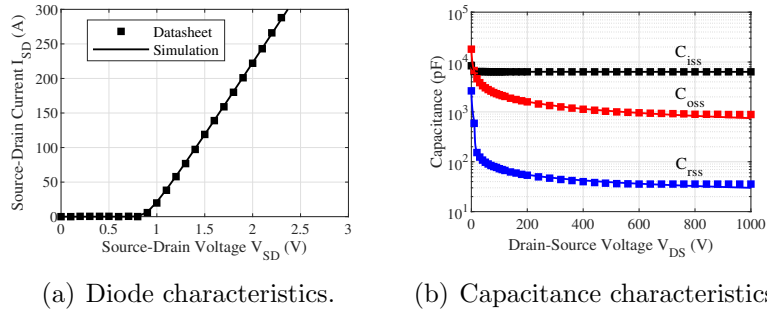 300
250
200
150
100
50
0
Source-Drain Current I_SD (A)
Datasheet
Simulation
0 0.5 1 1.5 2 2.5 3
Source-Drain Voltage V_SD (V)
(a) Diode characteristics.
10^5
10^4
10^3
10^2
10^1
Capacitance (pF)
C_iss
C_oss
C_rss
0 200 400 600 800 1000
Drain-Source Voltage V_DS (V)
(b) Capacitance characteristics